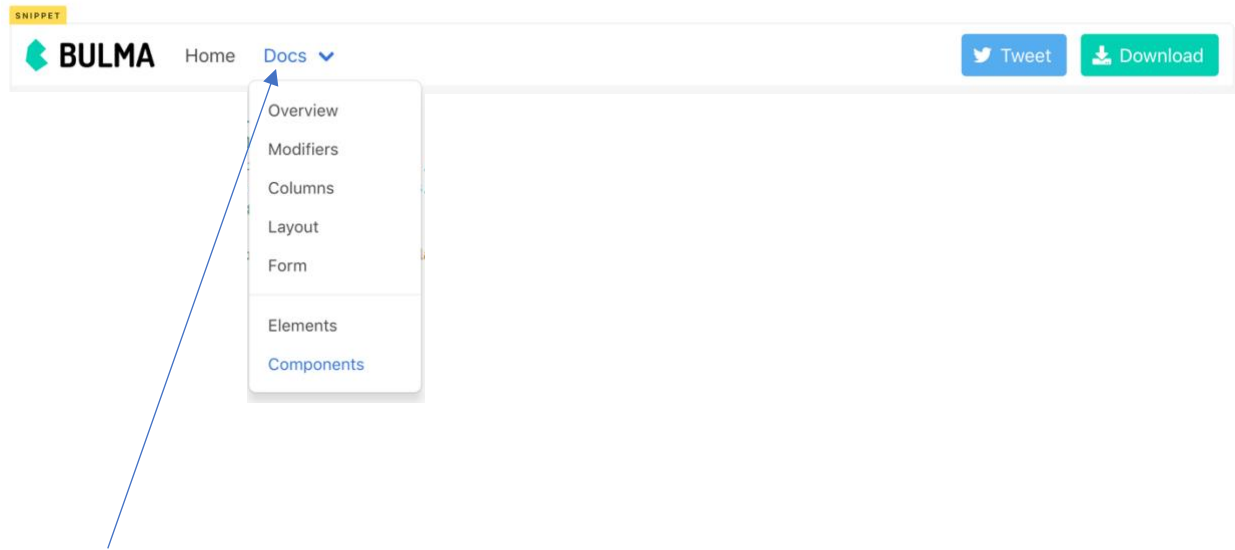 SNIPPET
BULMA Home Docs Tweet Download
Overview
Modifiers
Columns
Layout
Form
Elements
Components